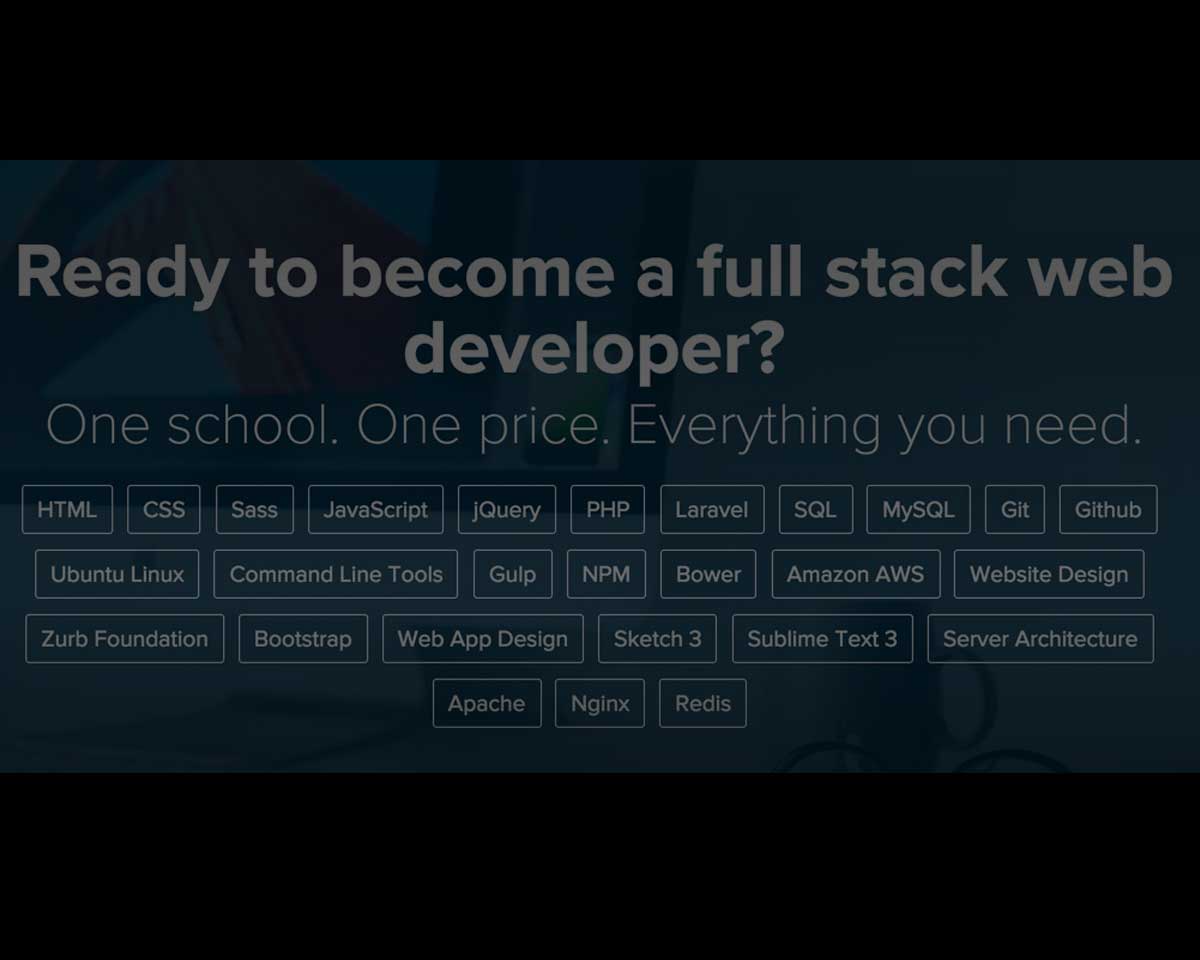 Ready to become a full stack web
developer?
One school. One price. Everything you need.
HTML CSS Sass JavaScript jQuery PHP Laravel SQL MySQL Git Github
Ubuntu Linux Command Line Tools Gulp NPM Bower Amazon AWS Website Design
Zurb Foundation Bootstrap Web App Design Sketch 3 Sublime Text 3 Server Architecture
Apache Nginx Redis